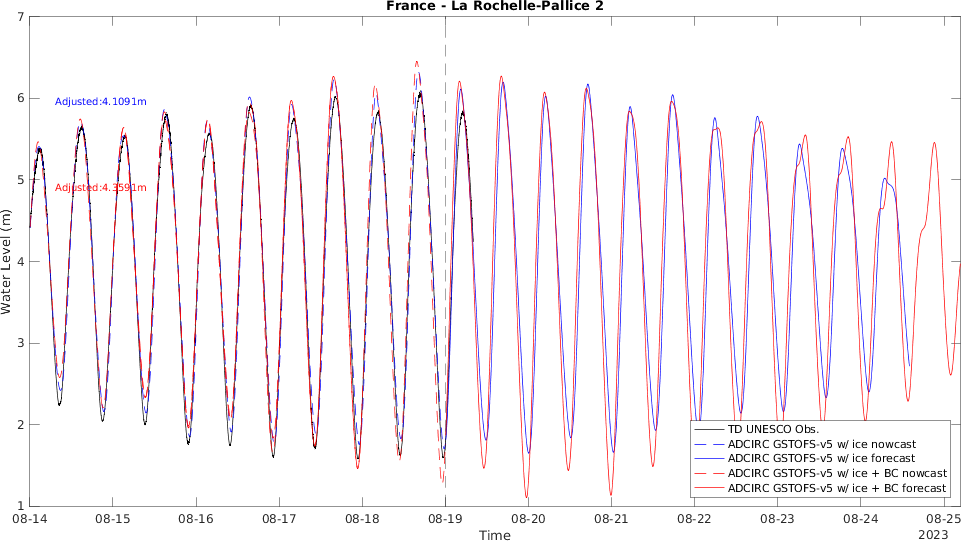 France - La Rochelle-Pallice 2
7
6
5
4
3
2
1
Water Level (m)
Adjusted:4.1091m
Adjusted:4.3591m
TD UNESCO Obs.
ADCIRC GSTOFS-v5 w/ ice nowcast
ADCIRC GSTOFS-v5 w/ ice forecast
ADCIRC GSTOFS-v5 w/ ice + BC nowcast
ADCIRC GSTOFS-v5 w/ ice + BC forecast
08-14 08-15 08-16 08-17 08-18 08-19 08-20 08-21 08-22 08-23 08-24 08-25
Time
2023